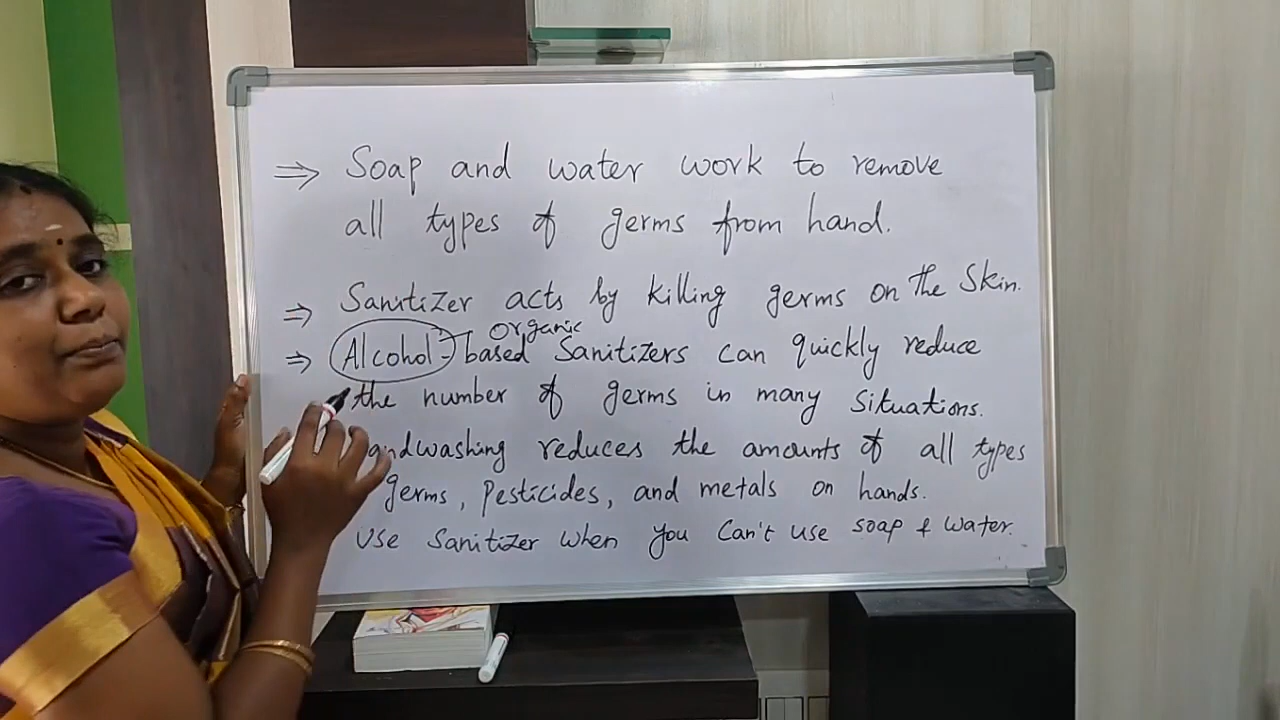 ⇒ Soap and water work to remove
all types of germs from hand.
⇒ Sanitizer acts by killing germs on the Skin.
organic
⇒ Alcohol-based Sanitizers can quickly reduce
the number of germs in many situations.
andwashing reduces the amounts of all types
germs, pesticides, and metals on hands.
Use Sanitizer when you can't use soap & water.